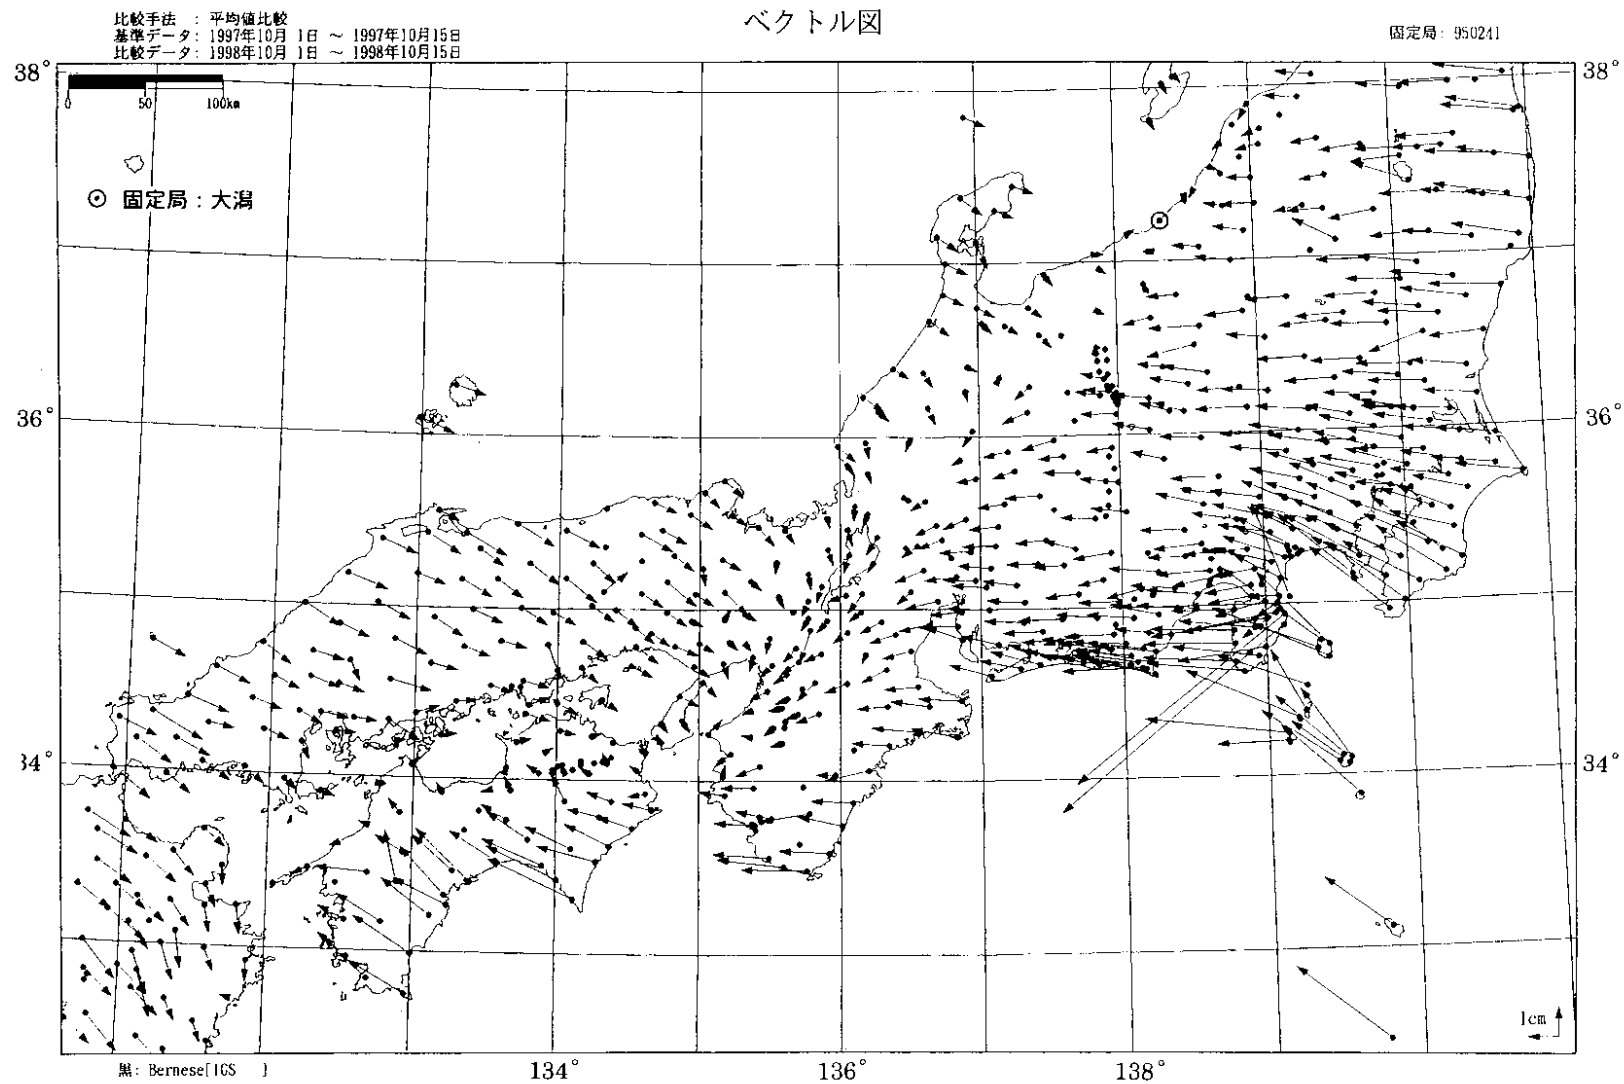 ベクトル図
比較手法 : 平均値比較
基準データ: 1997年10月 1日 ～ 1997年10月15日
比較データ: 1998年10月 1日 ～ 1998年10月15日
固定局: 950241
38°
38°
0 50 100km
固定局:大潟
36°
36°
34°
34°
1cm
134°
136°
138°
黒: Bernese[IGS ]